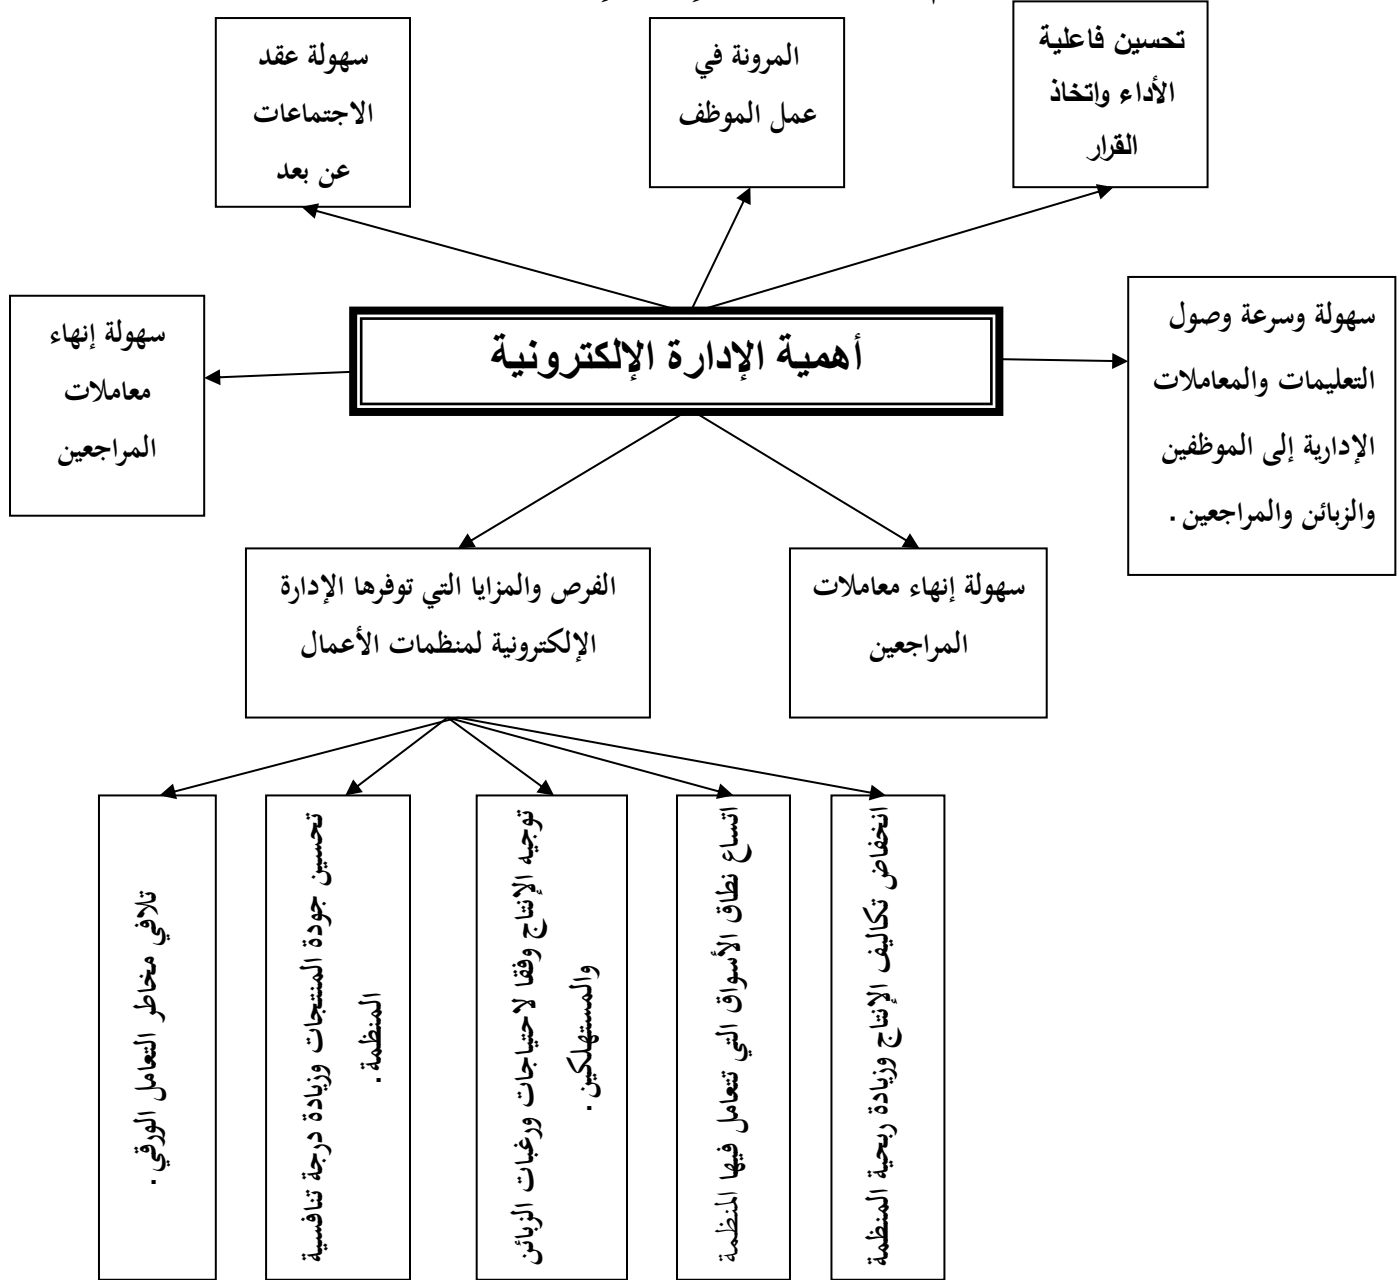 تحسين فاعلية
الأداء واتخاذ
القرار
المرونة في
عمل الموظف
سهولة عقد
الاجتماعات
عن بعد
سهولة وسرعة وصول
التعليمات والمعاملات
الإدارية إلى الموظفين
والزبائن والمراجعين .
أهمية الإدارة الإلكترونية
سهولة إنهاء
معاملات
المراجعين
سهولة إنهاء معاملات
المراجعين
الفرص والمزايا التي توفرها الإدارة
الإلكترونية لمنظمات الأعمال
انخفاض تكاليف الإنتاج وزيادة ربحية المنظمة
اتساع نطاق الأسواق التي تتعامل فيها المنظمة
توجيه الإنتاج وفقا لاحتياجات ورغبات الزبائن
والمستهلكين .
تحسين جودة المنتجات وزيادة درجة تنافسية
المنظمة .
تلافي مخاطر التعامل الورقي .